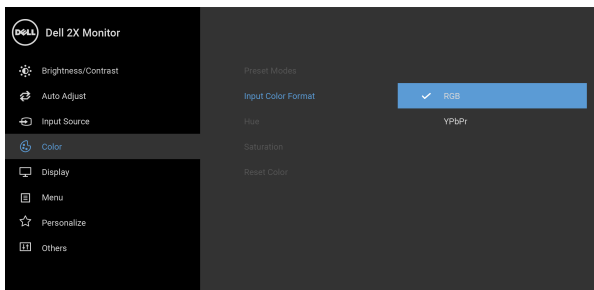 DELL
Dell 2X Monitor
Brightness/Contrast
Auto Adjust
Input Source
Color
Display
Menu
Personalize
Others
Preset Modes
Input Color Format
Hue
Saturation
Reset Color
RGB
YPbPr